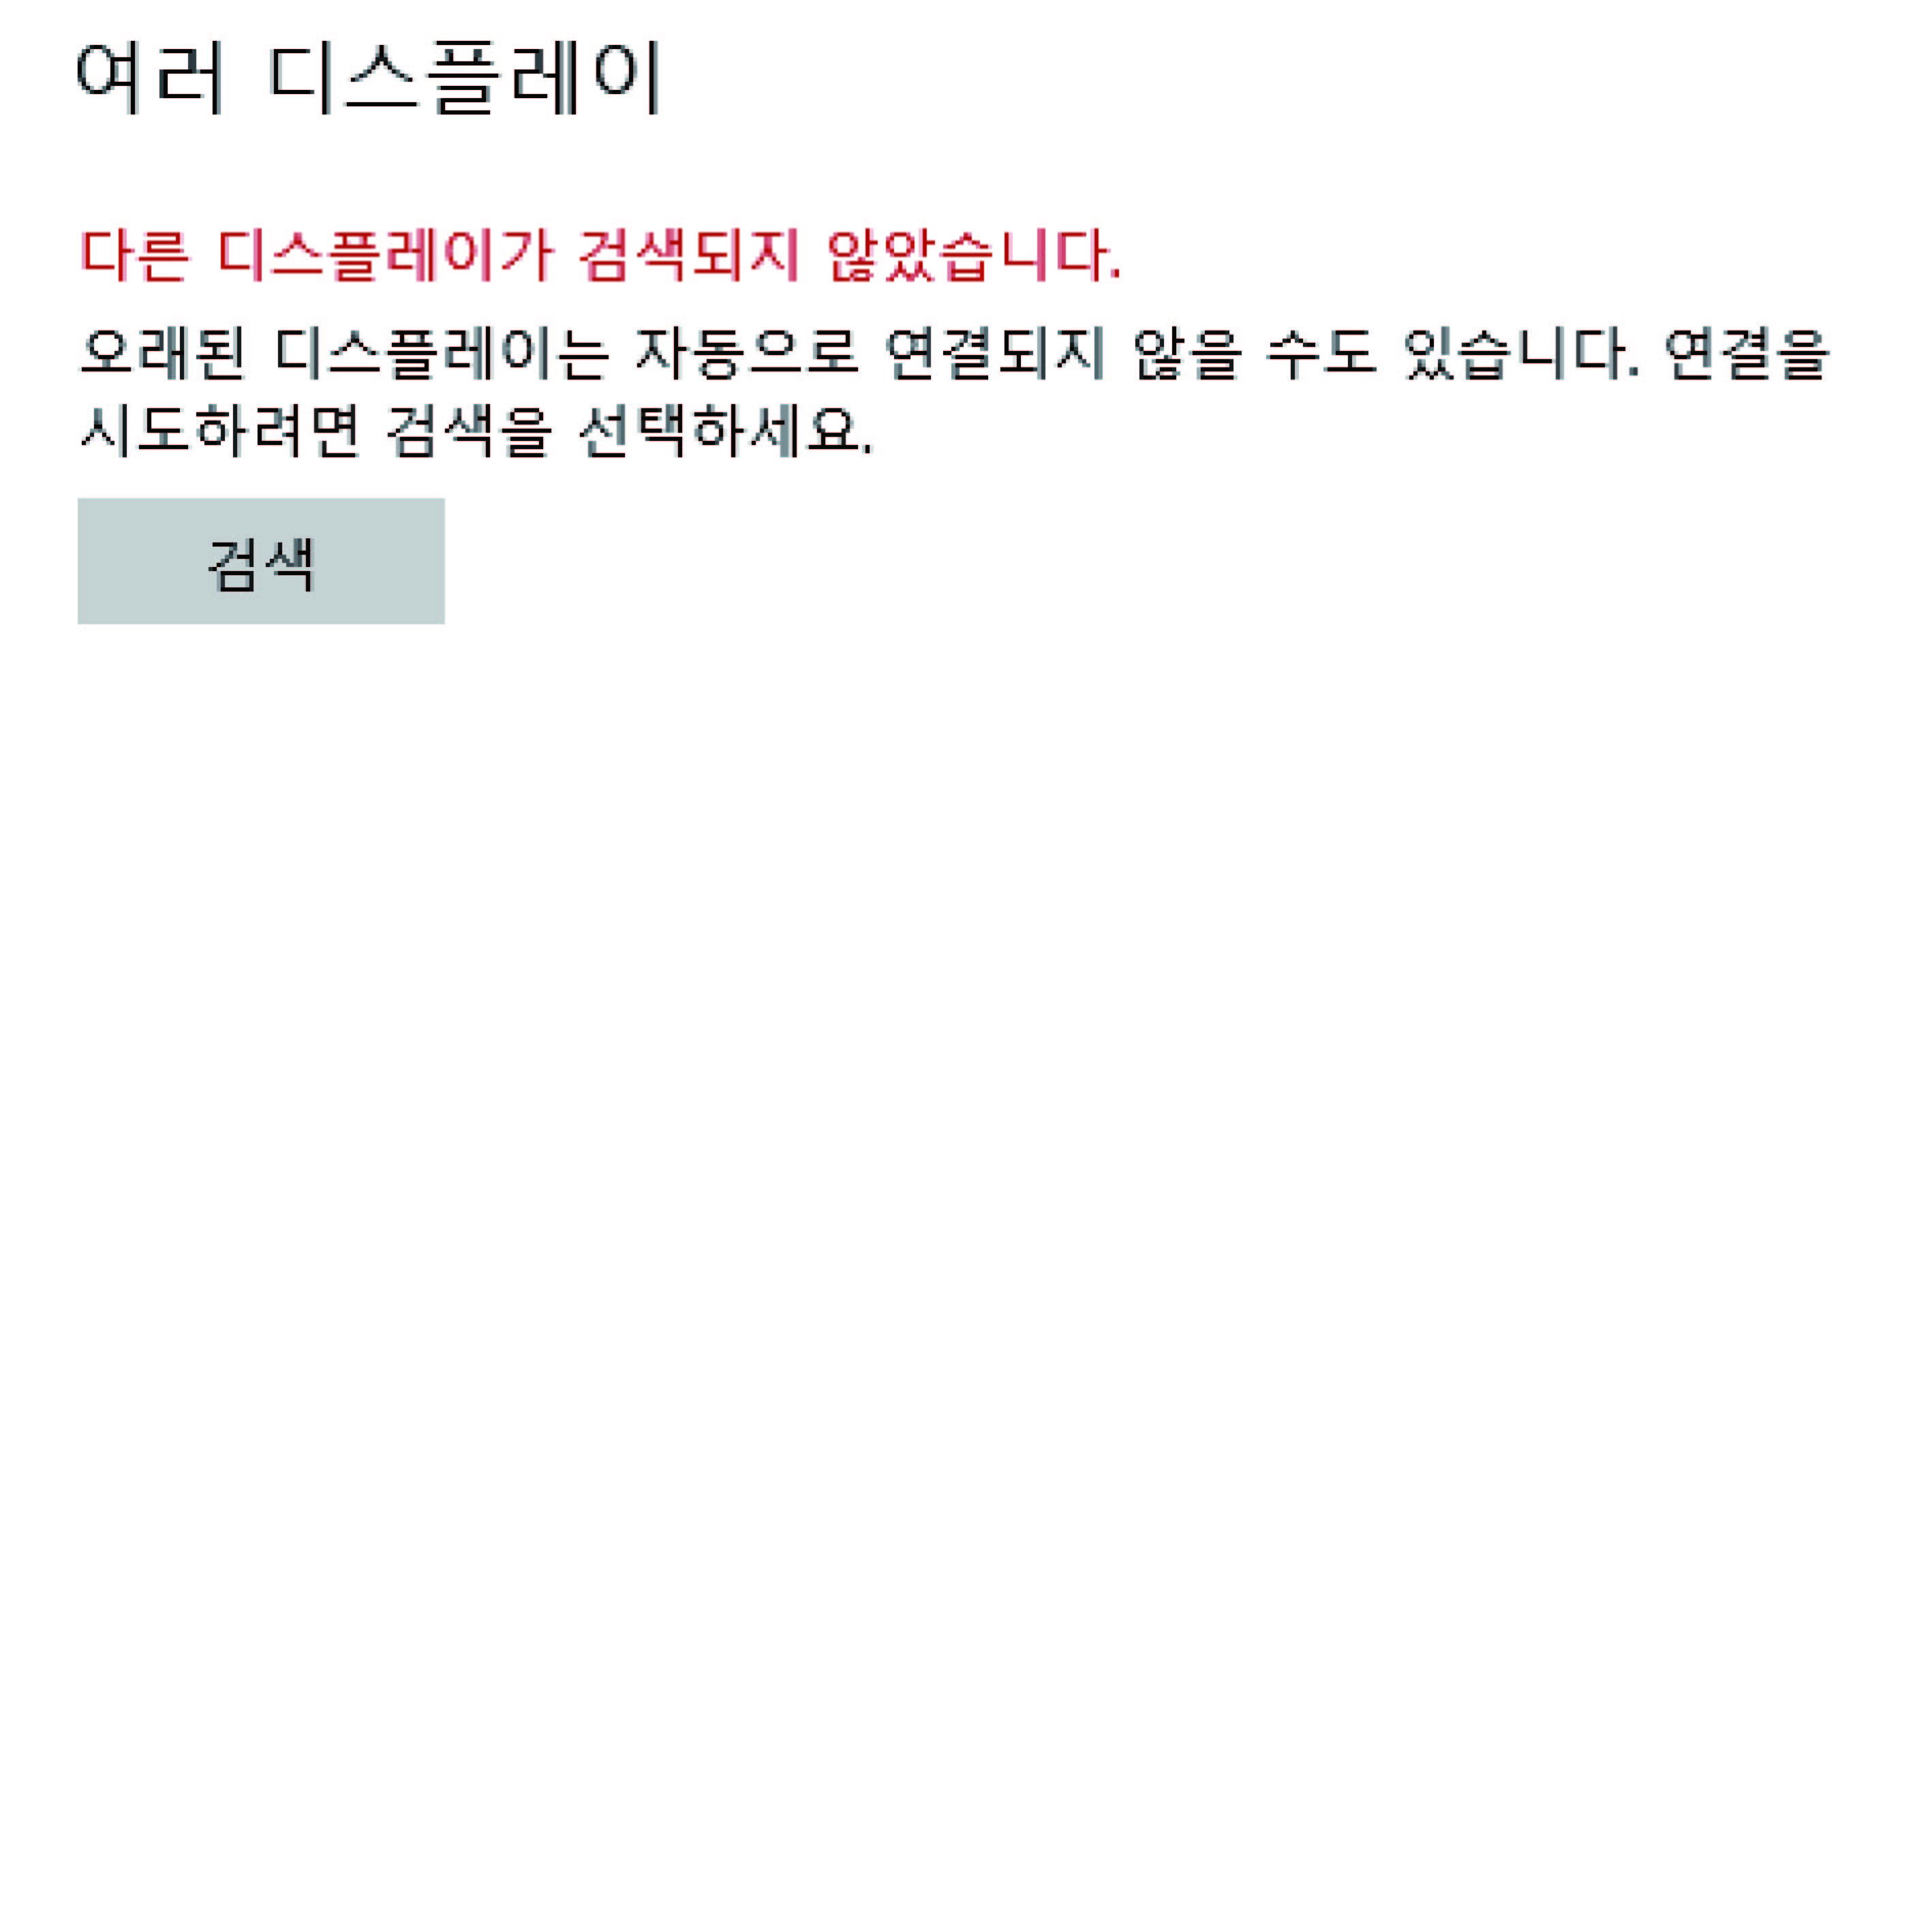 여러 디스플레이
다른 디스플레이가 검색되지 않았습니다.
오래된 디스플레이는 자동으로 연결되지 않을 수도 있습니다. 연결을
시도하려면 검색을 선택하세요.
검색